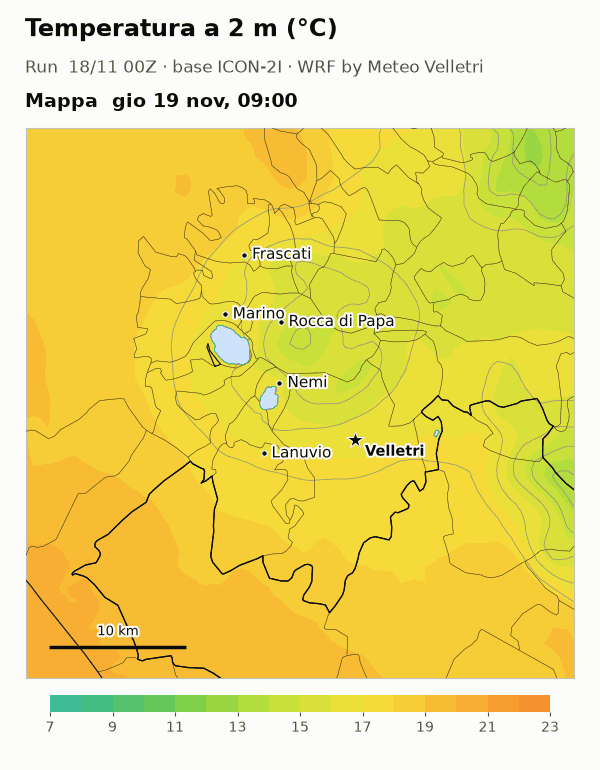 Temperatura a 2 m (°C)
Run  18/11 00Z · base ICON-2I · WRF by Meteo Velletri
Mappa  gio 19 nov, 09:00
Frascati
Marino
Rocca di Papa
Nemi
Velletri
Lanuvio
10 km
7 9 11 13 15 17 19 21 23